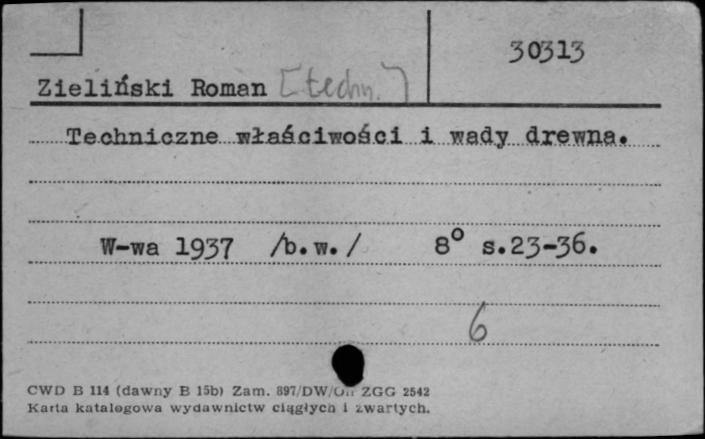 30313
Zieliński Roman [techn.]
Techniczne właściwości i wady drewna.
W-wa 1937 /b.w./ 8° s.23-36.
6
CWD B 114 (dawny B 15b) Zam. 897/DW/ ZGG 2542
Karta katalogowa wydawnictw ciągłych i zwartych.